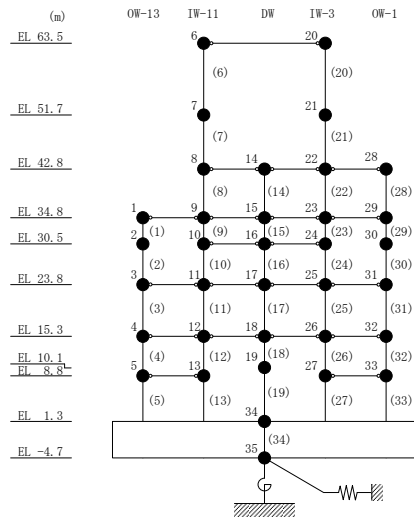 (m) OW-13 IW-11 DW IW-3 OW-1
EL 63.5 6 20
(6) (20)
EL 51.7 7 21
(7) (21)
EL 42.8 8 14 22 28
(8) (14) (22) (28)
EL 34.8 1 9 15 23 29
(1) (9) (15) (23) (29)
EL 30.5 2 10 16 24 30
(2) (10) (16) (24) (30)
EL 23.8 3 11 17 25 31
(3) (11) (17) (25) (31)
EL 15.3 4 12 18 26 32
(4) (12) (18) (26) (32)
EL 10.1 19
EL 8.8 5 13 27 33
(5) (13) (19) (27) (33)
EL 1.3 34
(34)
EL -4.7 35